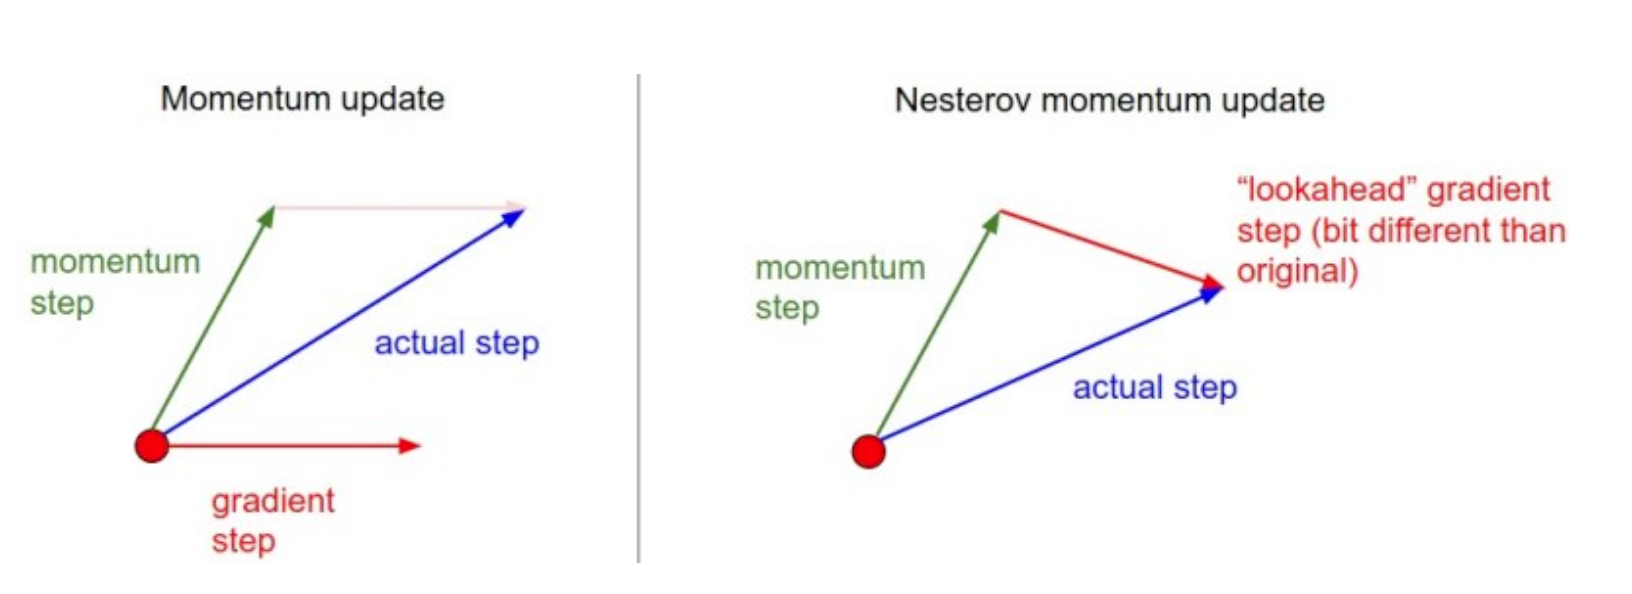 Momentum update
momentum
step
actual step
gradient
step
Nesterov momentum update
“lookahead” gradient
step (bit different than
original)
momentum
step
actual step